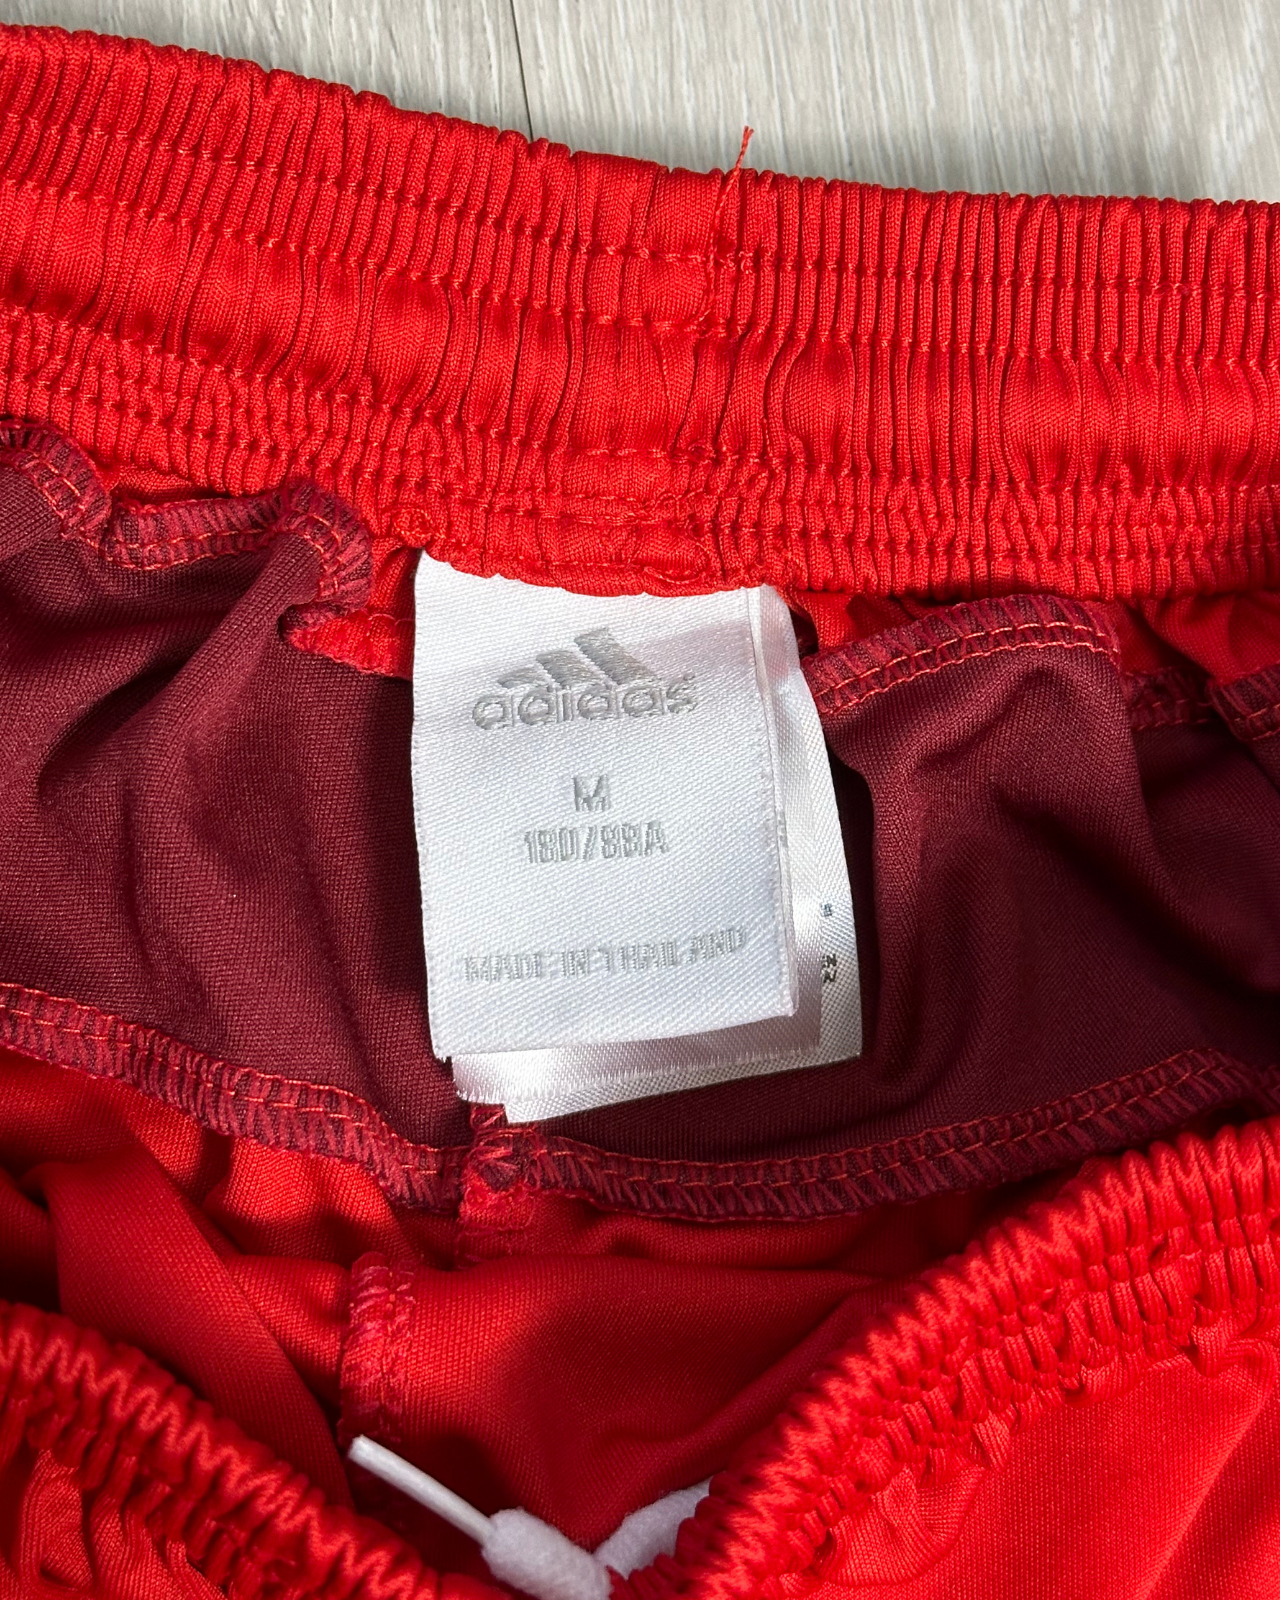 adidas
M
180/88A
MADE IN THAILAND